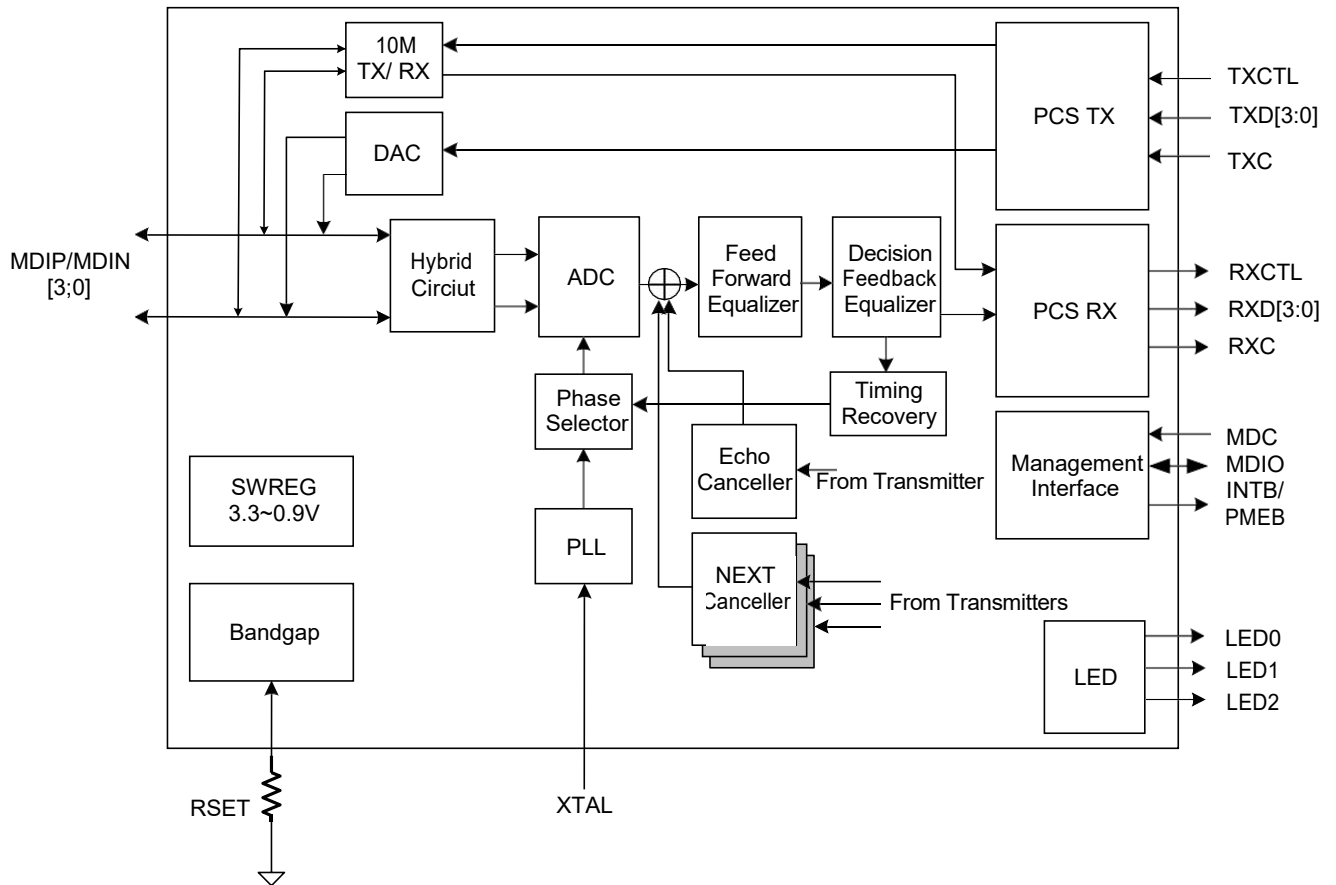 10M
TX/ RX
PCS TX
TXCTL
TXD[3:0]
TXC
DAC
MDIP/MDIN
[3;0]
Hybrid
Circiut
ADC
Feed
Forward
Equalizer
Decision
Feedback
Equalizer
PCS RX
RXCTL
RXD[3:0]
RXC
Phase
Selector
Timing
Recovery
Echo
Canceller
From Transmitter
Management
Interface
MDC
MDIO
INTB/
PMEB
SWREG
3.3~0.9V
PLL
NEXT
Canceller
From Transmitters
Bandgap
LED
LED0
LED1
LED2
RSET
XTAL